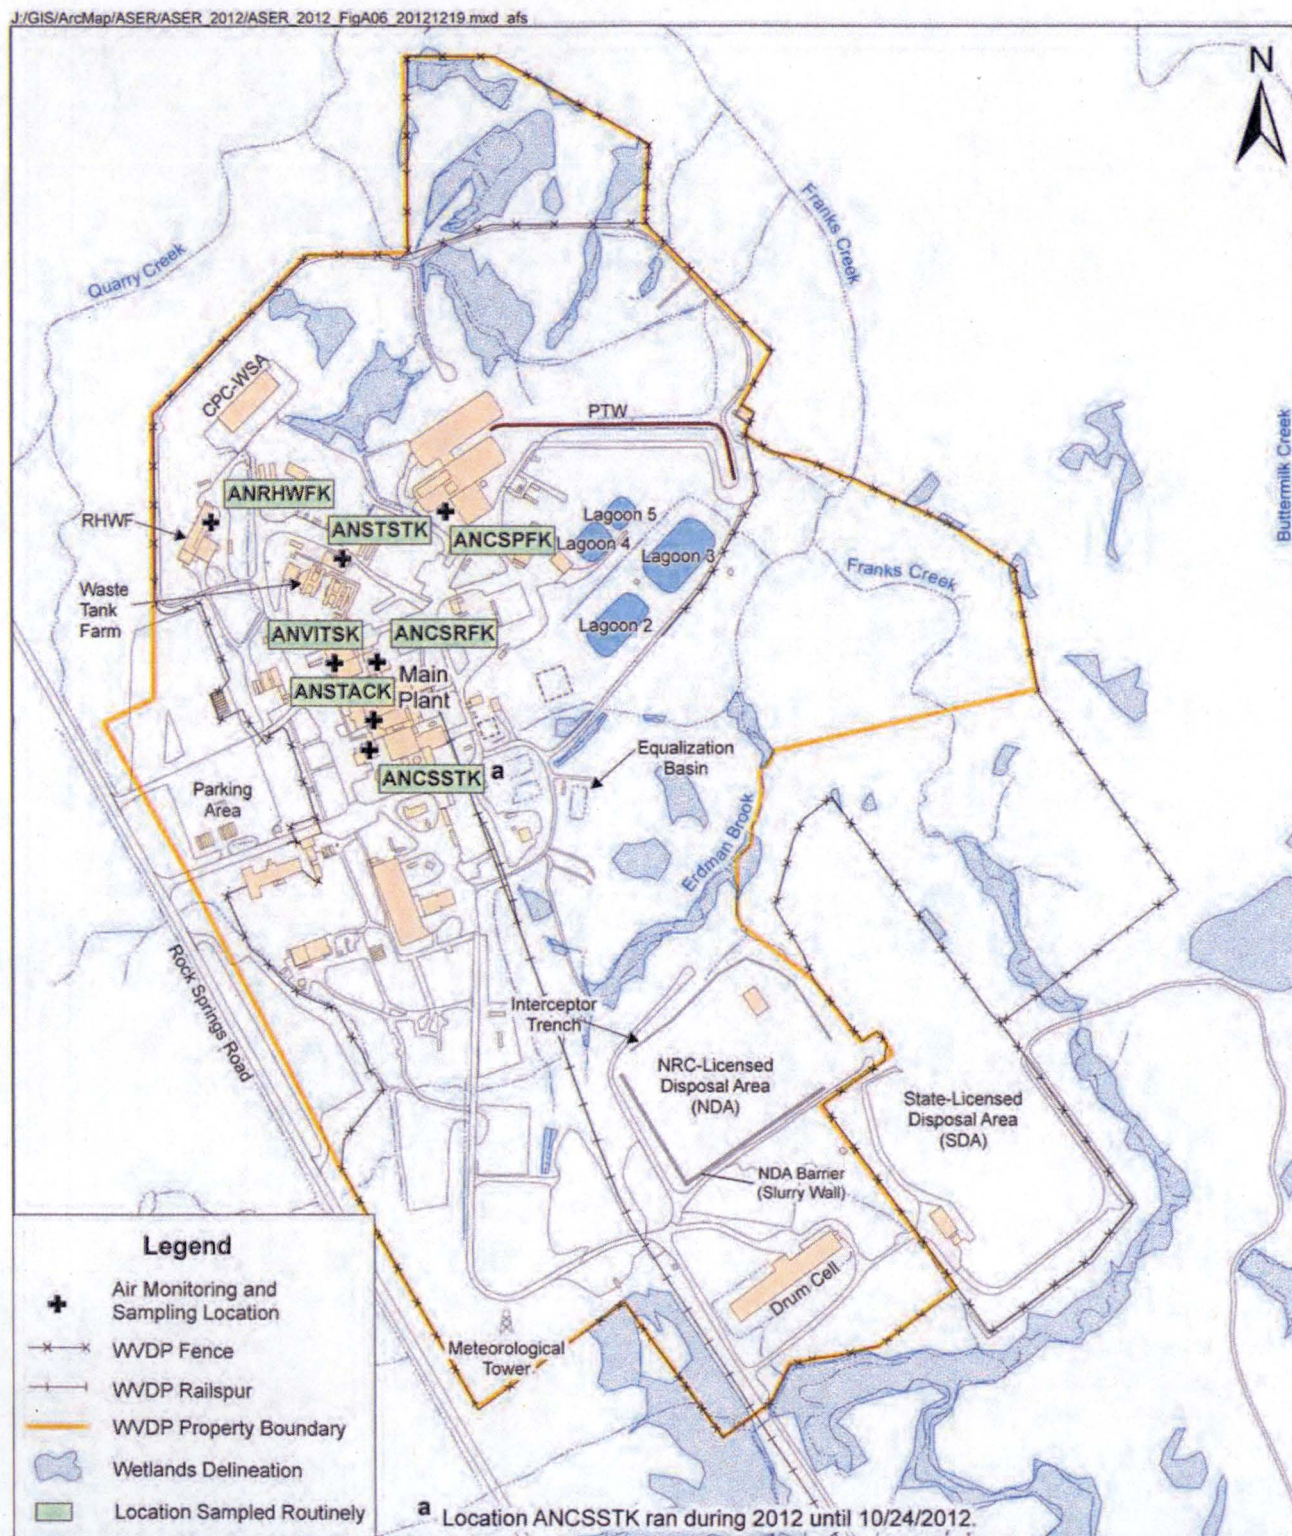 J:/GIS/ArcMap/ASER/ASER_2012/ASER_2012_FigA06_20121219.mxd afs
N
Quarry Creek
Franks Creek
Buttermilk Creek
CPC-WSA
PTW
ANRHWFK
RHWF
ANSTSTK
ANCSPFK
Lagoon 5
Lagoon 4
Lagoon 3
Franks Creek
Waste
Tank
Farm
Lagoon 2
ANVITSK
ANCSRFK
Main
Plant
ANSTACK
Equalization
Basin
ANCSSTK a
Parking
Area
Erdman Brook
Rock Springs Road
Interceptor
Trench
NRC-Licensed
Disposal Area
(NDA)
State-Licensed
Disposal Area
(SDA)
NDA Barrier
(Slurry Wall)
Drum Cell
Meteorological
Tower
Legend
Air Monitoring and
Sampling Location
WVDP Fence
WVDP Railspur
WVDP Property Boundary
Wetlands Delineation
Location Sampled Routinely
a Location ANCSSTK ran during 2012 until 10/24/2012.